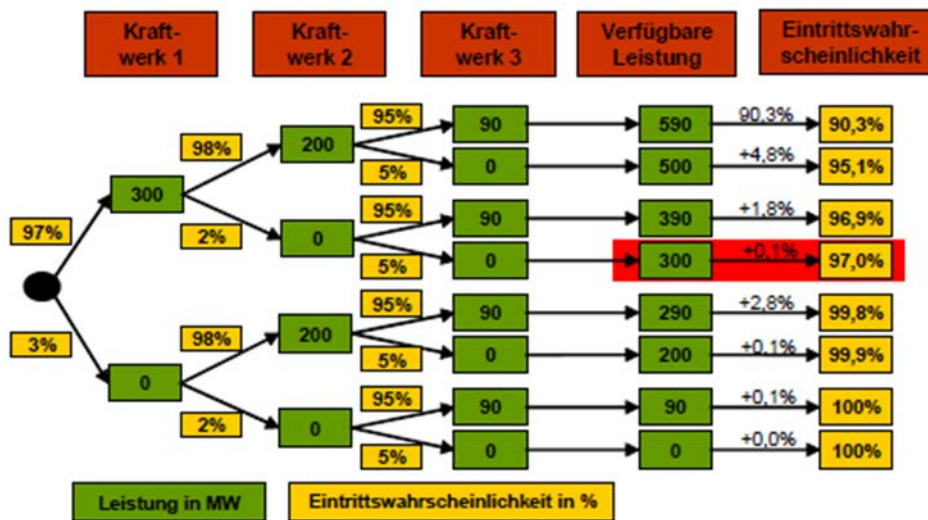 Kraft-
werk 1
Kraft-
werk 2
Kraft-
werk 3
Verfügbare
Leistung
Eintrittswahr-
scheinlichkeit
95% 90 590 90,3% 90,3%
98% 200
5% 0 500 +4,8% 95,1%
300
97% 2% 0 95% 90 390 +1,8% 96,9%
5% 0 300 +0,1% 97,0%
3% 98% 200 95% 90 290 +2,8% 99,8%
5% 0 200 +0,1% 99,9%
0
2% 0 95% 90 90 +0,1% 100%
5% 0 0 +0,0% 100%
Leistung in MW
Eintrittswahrscheinlichkeit in %